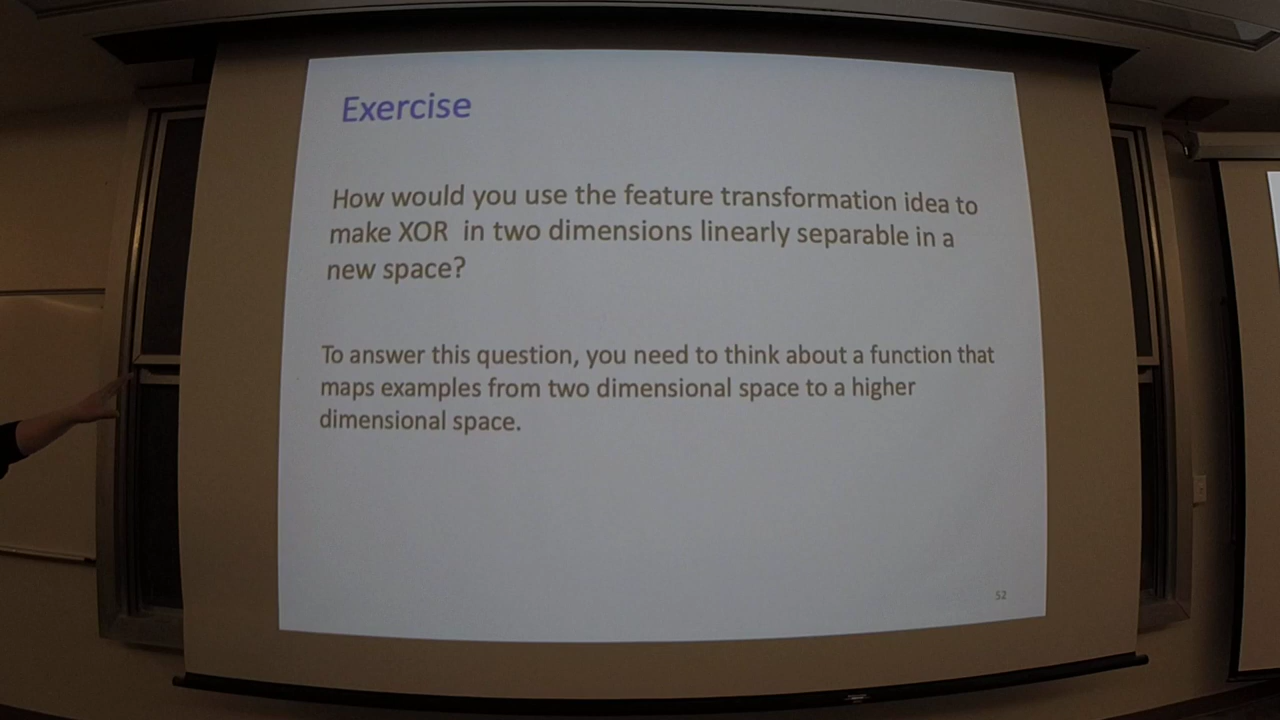 Exercise
How would you use the feature transformation idea to
make XOR in two dimensions linearly separable in a
new space?
To answer this question, you need to think about a function that
maps examples from two dimensional space to a higher
dimensional space.
52